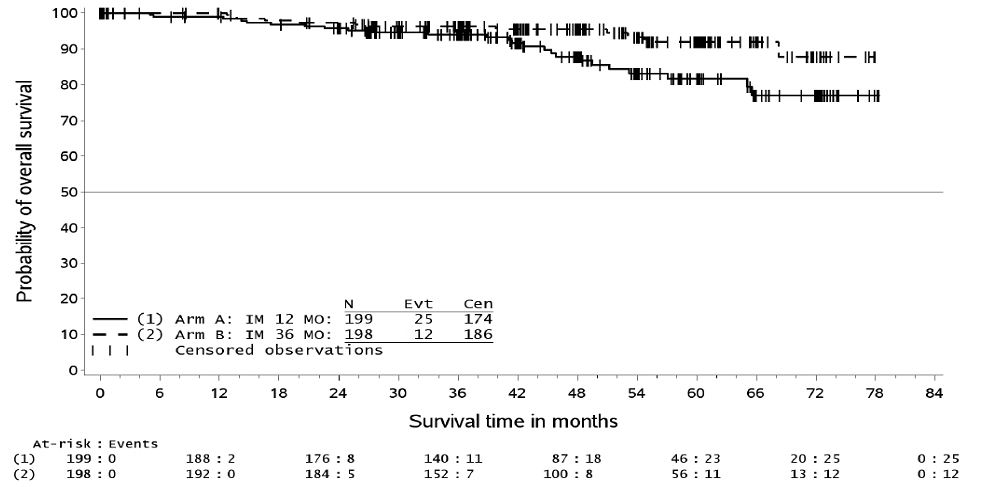 100
90
80
70
60
50
40
30
20
10
0
Probability of overall survival
N Evt Cen
(1) Arm A: IM 12 MO: 199 25 174
(2) Arm B: IM 36 MO: 198 12 186
Censored observations
0 6 12 18 24 30 36 42 48 54 60 66 72 78 84
Survival time in months
At-risk : Events
(1) 199 : 0 188 : 2 176 : 8 140 : 11 87 : 18 46 : 23 20 : 25 0 : 25
(2) 198 : 0 192 : 0 184 : 5 152 : 7 100 : 8 56 : 11 13 : 12 0 : 12